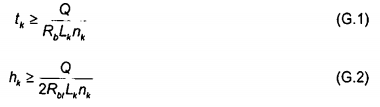 t_k ≥ Q / (R_b L_k n_k) (G.1)
h_k ≥ Q / (2R_bl L_k n_k) (G.2)